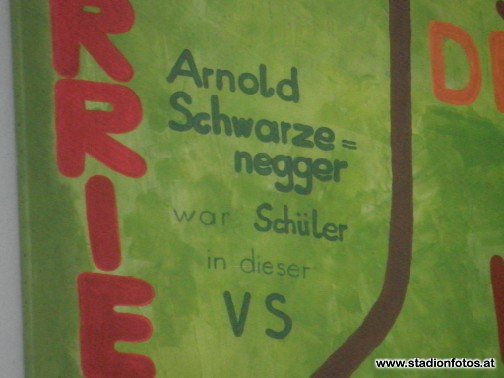 RRIE
Arnold
Schwarze=
negger
war Schüler
in dieser
VS
www.stadionfotos.at